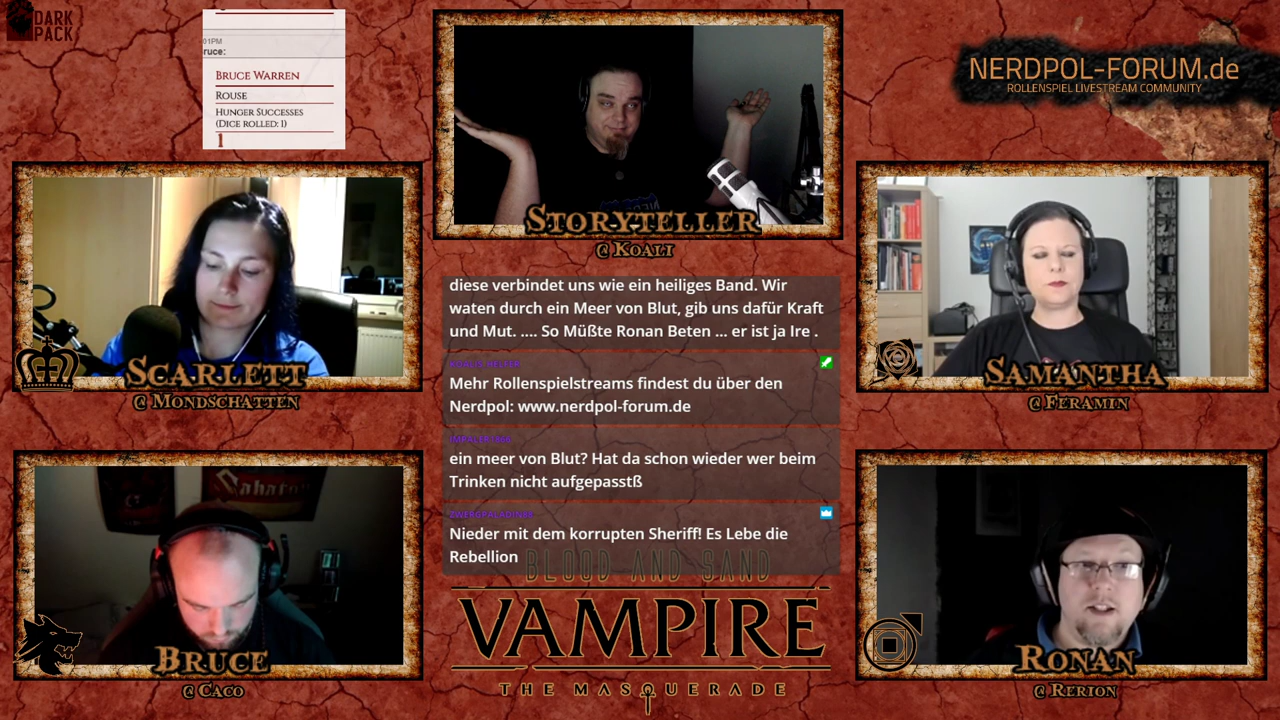 DARK
PACK
01PM
ruce:
BRUCE WARREN
ROUSE
HUNGER SUCCESSES
(DICE ROLLED: 1)
1
STORYTELLER
@ KOALI
NERDPOL-FORUM.de
ROLLENSPIEL LIVESTREAM COMMUNITY
SCARLETT
@ MONDSCHATTEN
SAMANTHA
@ FERAMIN
diese verbindet uns wie ein heiliges Band. Wir
waten durch ein Meer von Blut, gib uns dafür Kraft
und Mut. .... So Müßte Ronan Beten ... er ist ja Ire .
Mehr Rollenspielstreams findest du über den
Nerdpol: www.nerdpol-forum.de
ein meer von Blut? Hat da schon wieder wer beim
Trinken nicht aufgepasstß
Nieder mit dem korrupten Sheriff! Es Lebe die
Rebellion
BLOOD AND SAND
VAMPIRE
THE MASQUERADE
Sabaton
BRUCE
@ CACO
RONAN
@ RERION